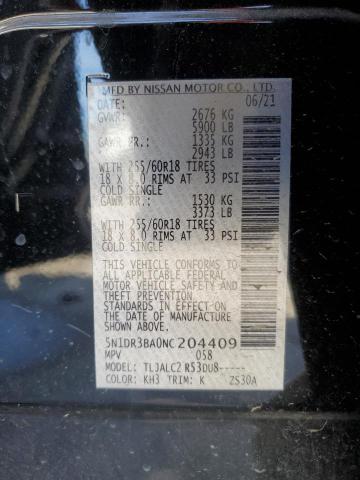 MFD BY NISSAN MOTOR CO., LTD.
DATE: 06/21
GVWR: 2676 KG
5900 LB
GAWR FR.: 1335 KG
2943 LB
WITH 255/60R18 TIRES
18 X 8.0 RIMS AT 33 PSI
COLD SINGLE
GAWR RR.: 1530 KG
3373 LB
WITH 255/60R18 TIRES
18 X 8.0 RIMS AT 33 PSI
COLD SINGLE
THIS VEHICLE CONFORMS TO
ALL APPLICABLE FEDERAL
MOTOR VEHICLE SAFETY AND
THEFT PREVENTION
STANDARDS IN EFFECT ON
THE DATE OF MANUFACTURE
SHOWN ABOVE
5N1DR3BA0NC204409
MPV 058
MODEL: TLJALC2 R53DU8-----
COLOR: KH3 TRIM: K ZS30A